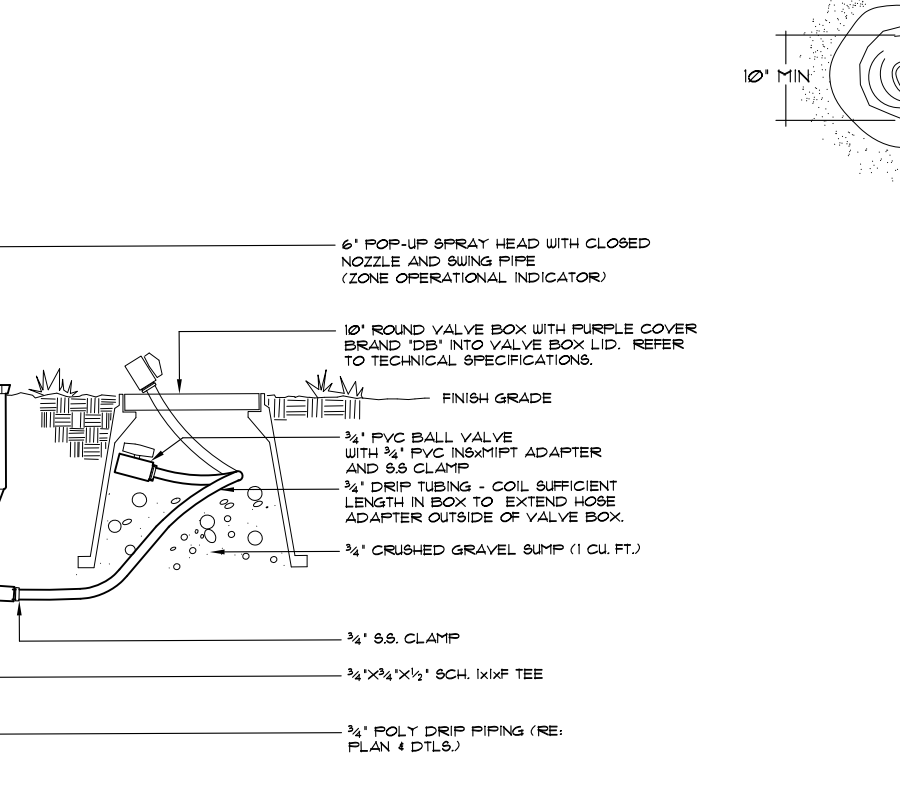 10" MIN
6" POP-UP SPRAY HEAD WITH CLOSED
NOZZLE AND SWING PIPE
(ZONE OPERATIONAL INDICATOR)
10" ROUND VALVE BOX WITH PURPLE COVER
BRAND "DB" INTO VALVE BOX LID. REFER
TO TECHNICAL SPECIFICATIONS.
FINISH GRADE
3/4" PVC BALL VALVE
WITH 3/4" PVC INSxMIPT ADAPTER
AND S.S CLAMP
3/4" DRIP TUBING - COIL SUFFICIENT
LENGTH IN BOX TO EXTEND HOSE
ADAPTER OUTSIDE OF VALVE BOX.
3/4" CRUSHED GRAVEL SUMP (1 CU. FT.)
3/4" S.S. CLAMP
3/4"X3/4"X1/2" SCH. IxIxF TEE
3/4" POLY DRIP PIPING (RE:
PLAN & DTLS.)